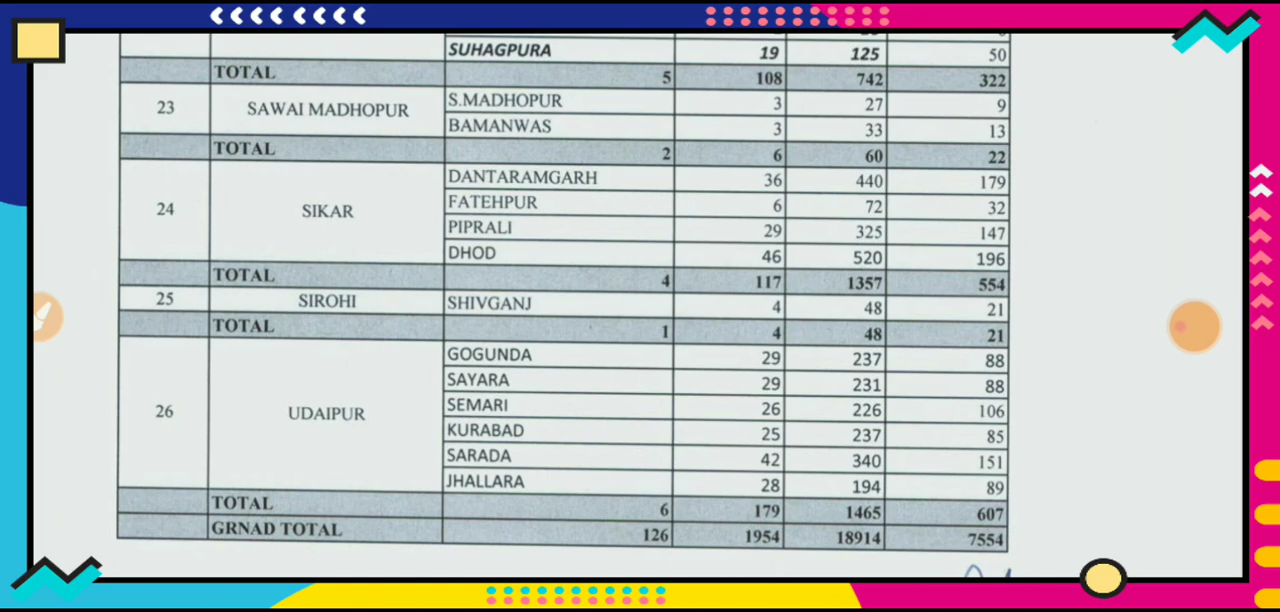 SUHAGPURA 19 125 50
TOTAL 5 108 742 322
23 SAWAI MADHOPUR S.MADHOPUR 3 27 9
BAMANWAS 3 33 13
TOTAL 2 6 60 22
24 SIKAR DANTARAMGARH 36 440 179
FATEHPUR 6 72 32
PIPRALI 29 325 147
DHOD 46 520 196
TOTAL 4 117 1357 554
25 SIROHI SHIVGANJ 4 48 21
TOTAL 1 4 48 21
26 UDAIPUR GOGUNDA 29 237 88
SAYARA 29 231 88
SEMARI 26 226 106
KURABAD 25 237 85
SARADA 42 340 151
JHALLARA 28 194 89
TOTAL 6 179 1465 607
GRNAD TOTAL 126 1954 18914 7554